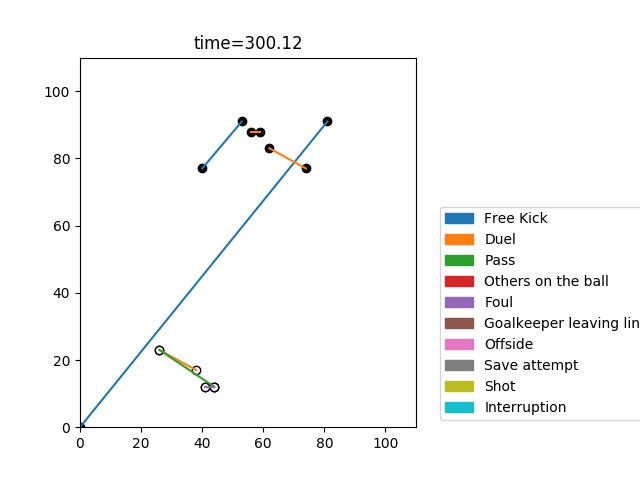 time=300.12
100
80
60
40
20
0
0 20 40 60 80 100
Free Kick
Duel
Pass
Others on the ball
Foul
Goalkeeper leaving lin
Offside
Save attempt
Shot
Interruption